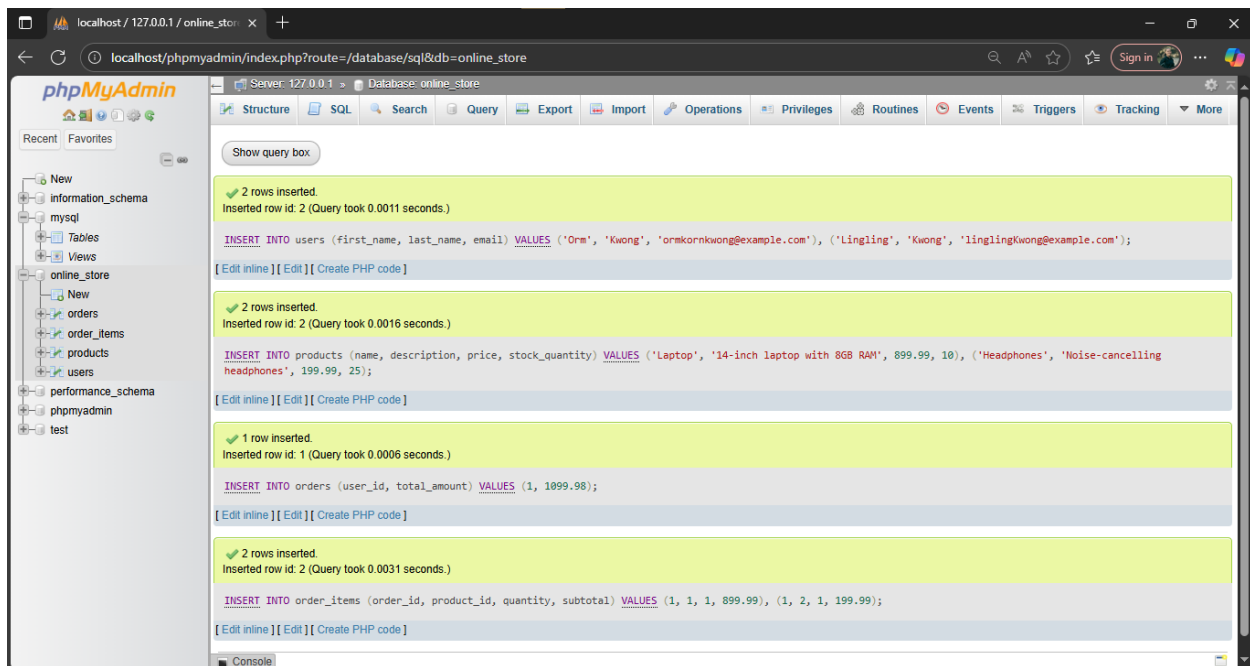 localhost / 127.0.0.1 / online_stor
localhost/phpmyadmin/index.php?route=/database/sql&db=online_store
Sign in
phpMyAdmin
Recent Favorites
New
information_schema
mysql
Tables
Views
online_store
New
orders
order_items
products
users
performance_schema
phpmyadmin
test
Server: 127.0.0.1 » Database: online_store
Structure SQL Search Query Export Import Operations Privileges Routines Events Triggers Tracking More
Show query box
2 rows inserted.
Inserted row id: 2 (Query took 0.0011 seconds.)
INSERT INTO users (first_name, last_name, email) VALUES ('Orm', 'Kwong', 'ormkornkwong@example.com'), ('Lingling', 'Kwong', 'linglingKwong@example.com');
[ Edit inline ] [ Edit ] [ Create PHP code ]
2 rows inserted.
Inserted row id: 2 (Query took 0.0016 seconds.)
INSERT INTO products (name, description, price, stock_quantity) VALUES ('Laptop', '14-inch laptop with 8GB RAM', 899.99, 10), ('Headphones', 'Noise-cancelling
headphones', 199.99, 25);
[ Edit inline ] [ Edit ] [ Create PHP code ]
1 row inserted.
Inserted row id: 1 (Query took 0.0006 seconds.)
INSERT INTO orders (user_id, total_amount) VALUES (1, 1099.98);
[ Edit inline ] [ Edit ] [ Create PHP code ]
2 rows inserted.
Inserted row id: 2 (Query took 0.0031 seconds.)
INSERT INTO order_items (order_id, product_id, quantity, subtotal) VALUES (1, 1, 1, 899.99), (1, 2, 1, 199.99);
[ Edit inline ] [ Edit ] [ Create PHP code ]
Console